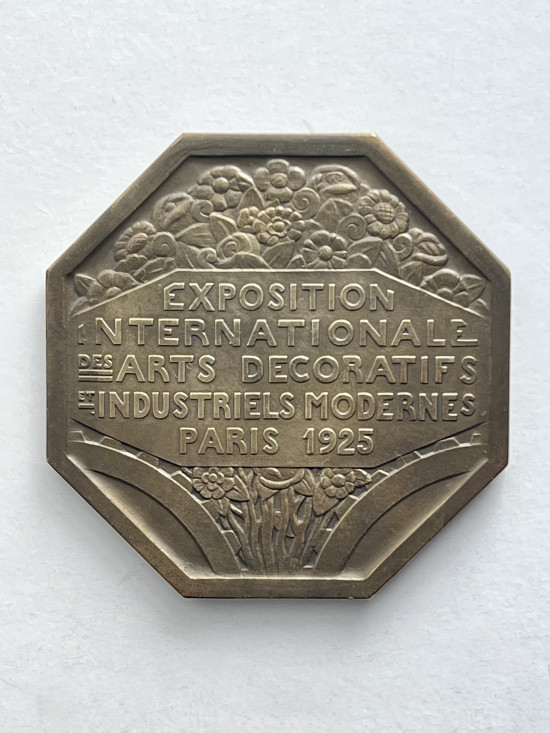 EXPOSITION
INTERNATIONALE
DES ARTS DECORATIFS
ET INDUSTRIELS MODERNES
PARIS 1925